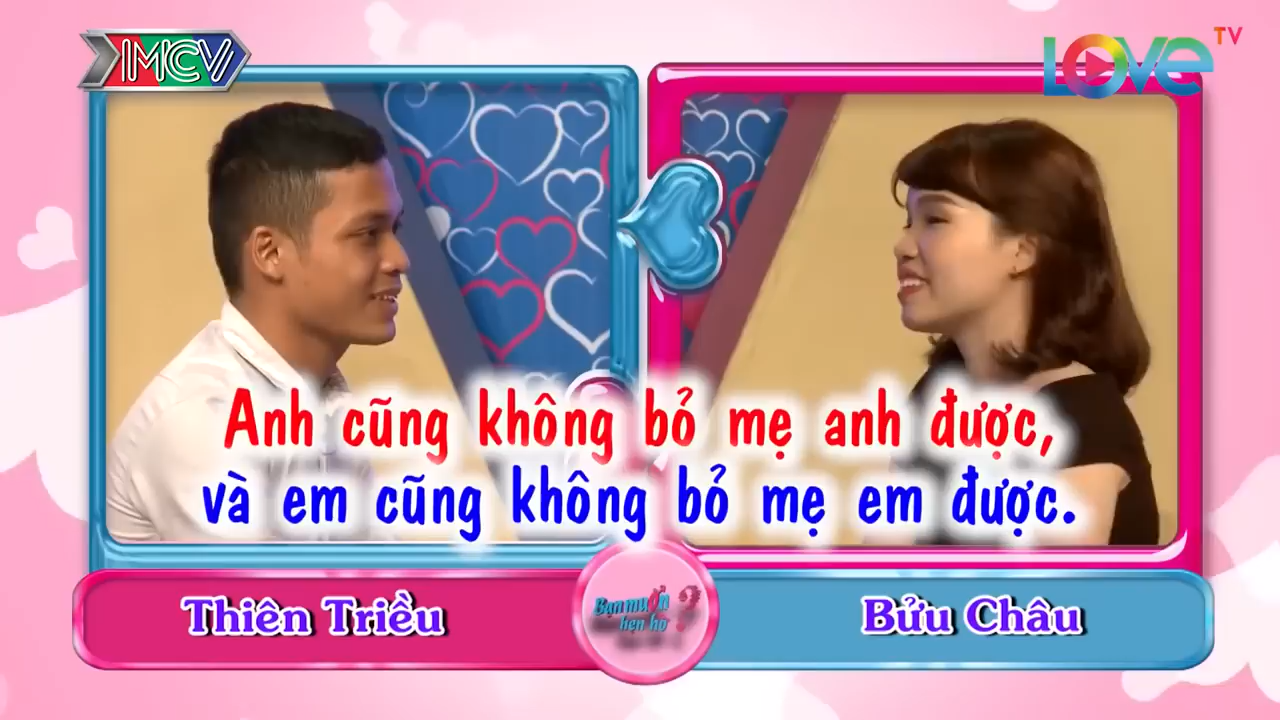 MCV
LOVE TV
Anh cũng không bỏ mẹ anh được,
và em cũng không bỏ mẹ em được.
Thiên Triều
Bửu Châu
Bạn muốn
hẹn hò ?